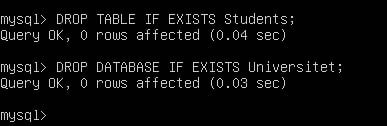 mysql> DROP TABLE IF EXISTS Students;
Query OK, 0 rows affected (0.04 sec)
mysql> DROP DATABASE IF EXISTS Universitet;
Query OK, 0 rows affected (0.03 sec)
mysql>